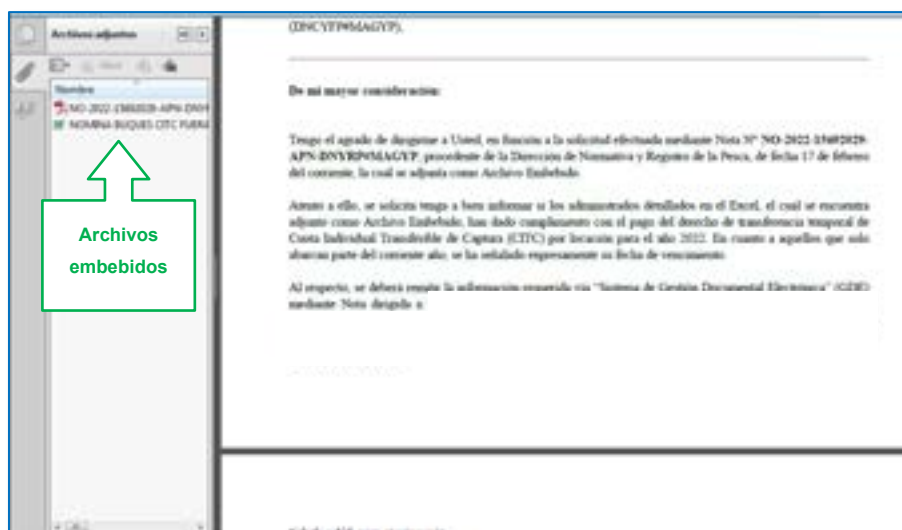 Archivos adjuntos
Nombre
NO-2022-15602029-APN-DNYR
NOMINA BUQUES CITC FUERA
Archivos
embebidos
(DNCYFP#MAGYP),
De mi mayor consideración:
Tengo el agrado de dirigirme a Usted, en función a la solicitud efectuada mediante Nota N° NO-2022-15602029-
APN-DNYRP#MAGYP, procedente de la Dirección de Normativa y Registro de la Pesca, de fecha 17 de febrero
del corriente, la cual se adjunta como Archivo Embebido.
Atento a ello, se solicita tenga a bien informar si los administrados detallados en el Excel, el cual se encuentra
adjunto como Archivo Embebido, han dado cumplimento con el pago del derecho de transferencia temporal de
Cuota Individual Transferible de Captura (CITC) por locación para el año 2022. En cuanto a aquellos que solo
abarcan parte del corriente año, se ha señalado expresamente su fecha de vencimiento.
Al respecto, se deberá remitir la información requerida vía “Sistema de Gestión Documental Electrónica” (GDE)
mediante Nota dirigida a: